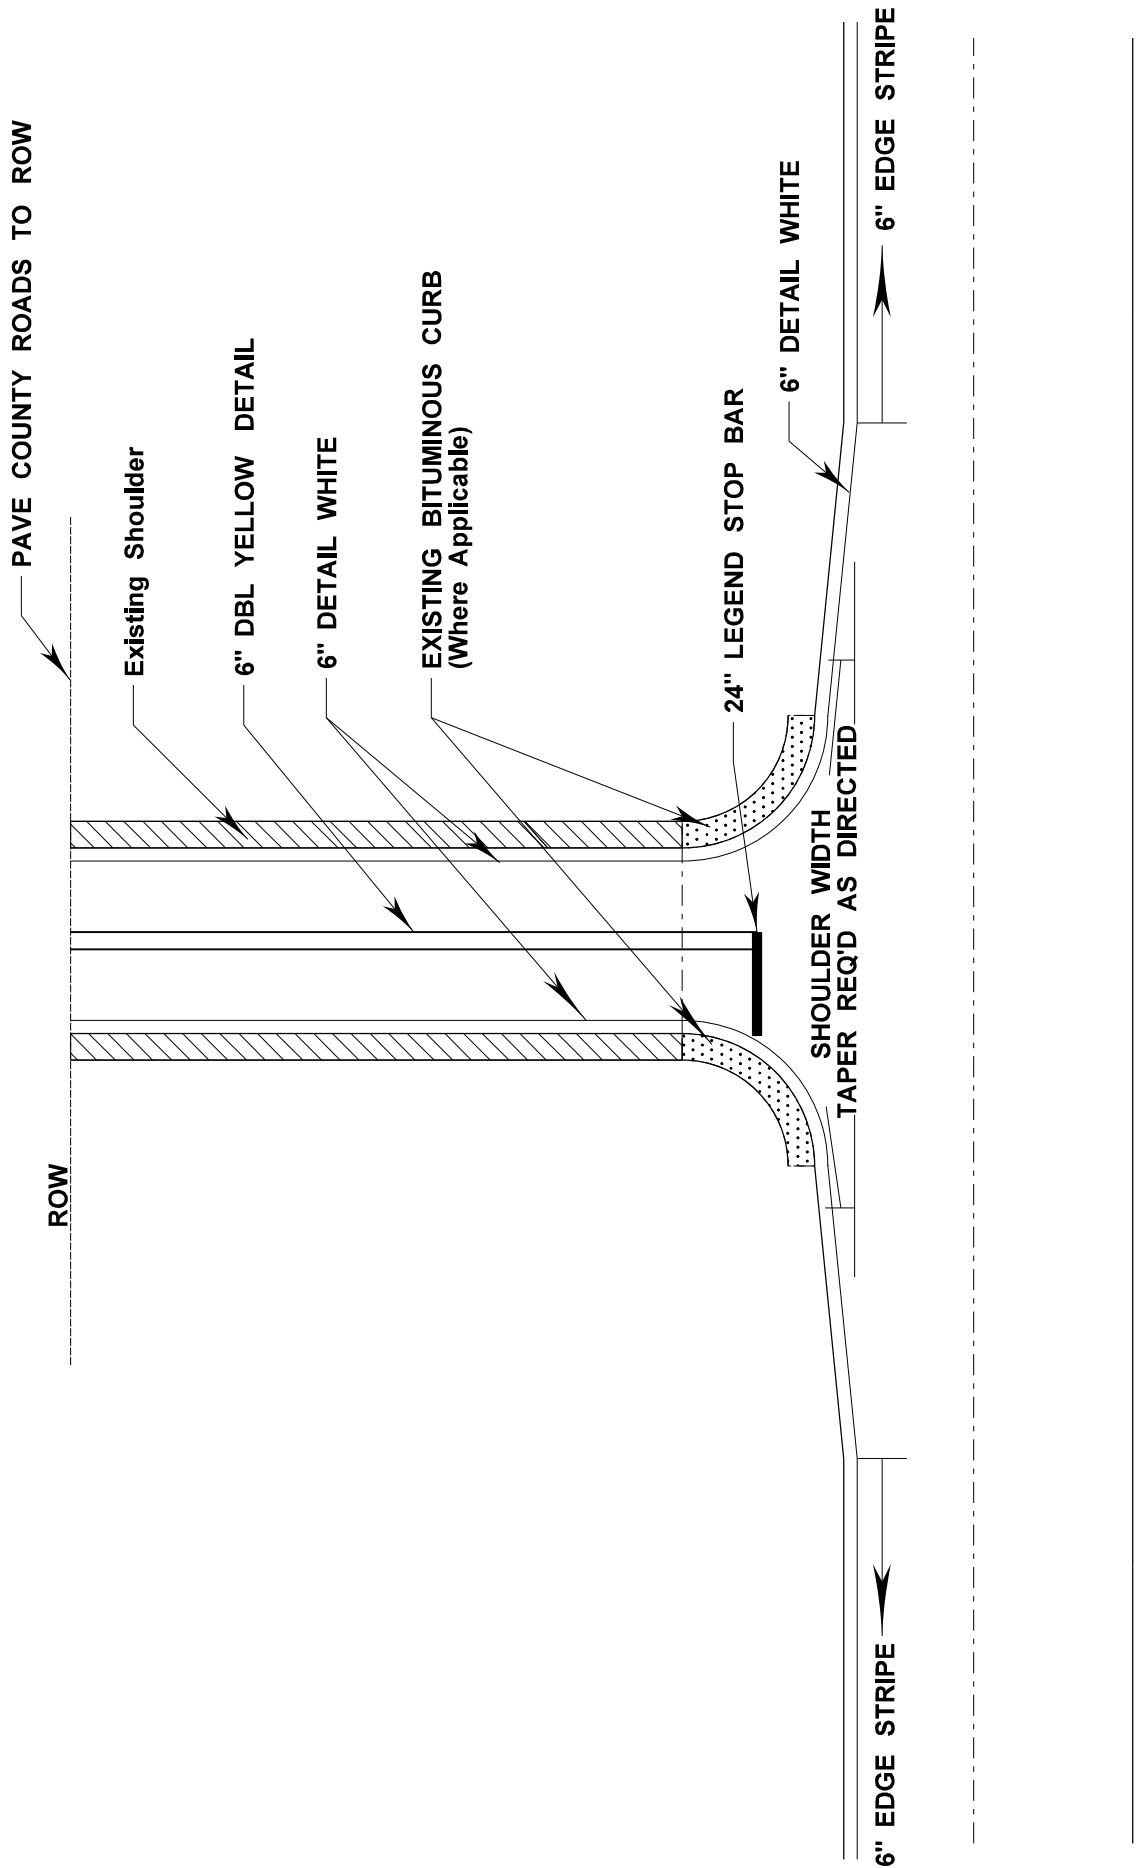 PAVE COUNTY ROADS TO ROW
Existing Shoulder
6" DBL YELLOW DETAIL
6" DETAIL WHITE
EXISTING BITUMINOUS CURB
(Where Applicable)
24" LEGEND STOP BAR
6" DETAIL WHITE
6" EDGE STRIPE
ROW
SHOULDER WIDTH
TAPER REQ'D AS DIRECTED
6" EDGE STRIPE